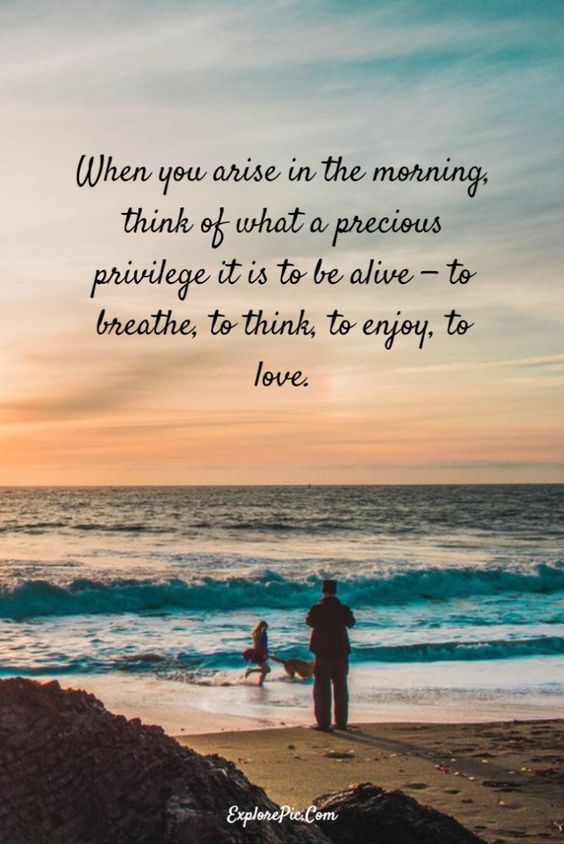 When you arise in the morning,
think of what a precious
privilege it is to be alive – to
breathe, to think, to enjoy, to
love.
ExplorePic.Com